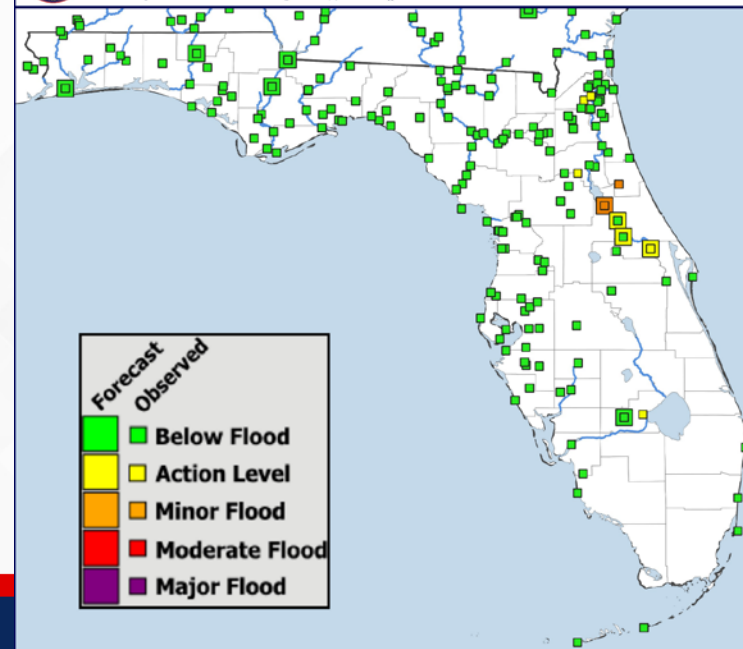 Forecast
Observed
Below Flood
Action Level
Minor Flood
Moderate Flood
Major Flood